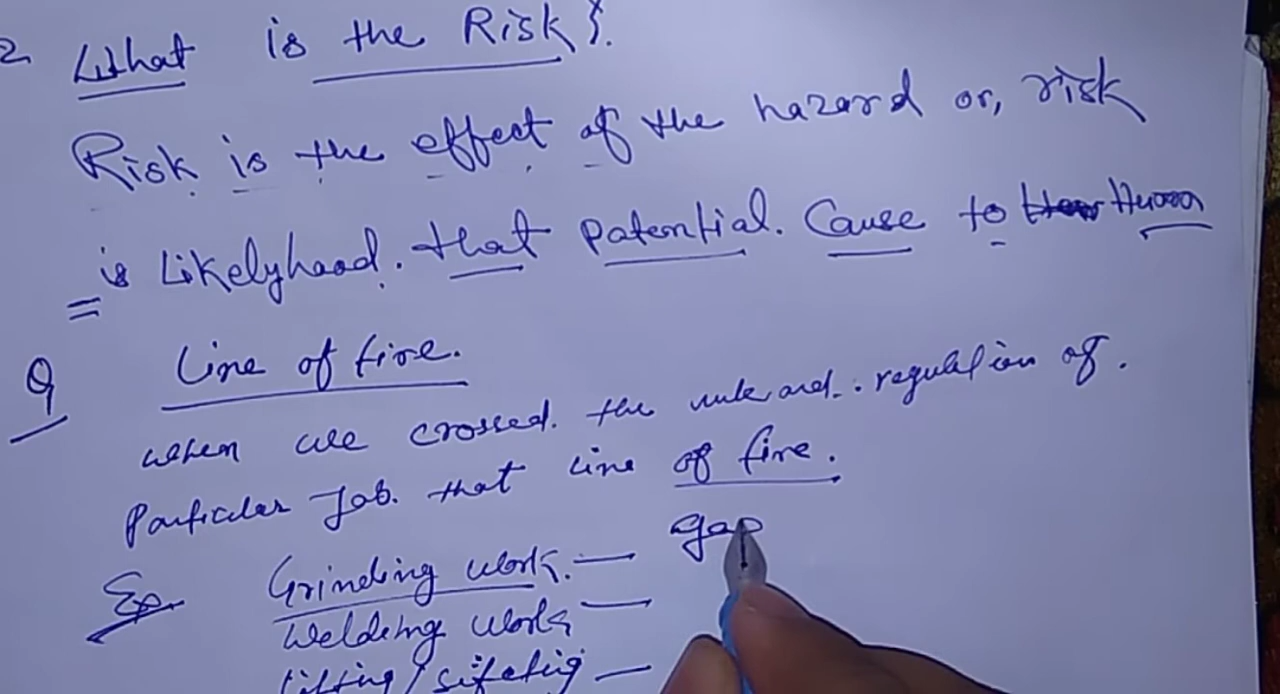 2 What is the Risk?
Risk is the effect of the hazard or, risk
is Likelyhood. that potential. Cause to Human
Q Line of fire.
when we crossed. the rule and. regulation of.
Particular Job. that line of fire.
Ex Grinding work. — gap
Welding work —
Lifting /